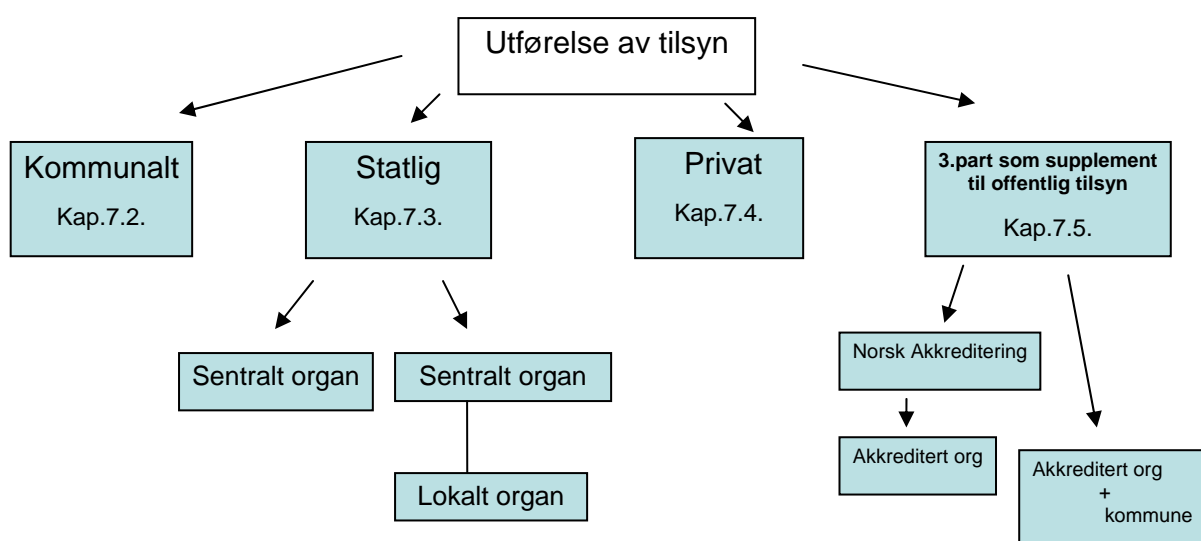 Utførelse av tilsyn
Kommunalt
Kap.7.2.
Statlig
Kap.7.3.
Privat
Kap.7.4.
3.part som supplement
til offentlig tilsyn
Kap.7.5.
Sentralt organ
Sentralt organ
Lokalt organ
Norsk Akkreditering
Akkreditert org
Akkreditert org
+
kommune